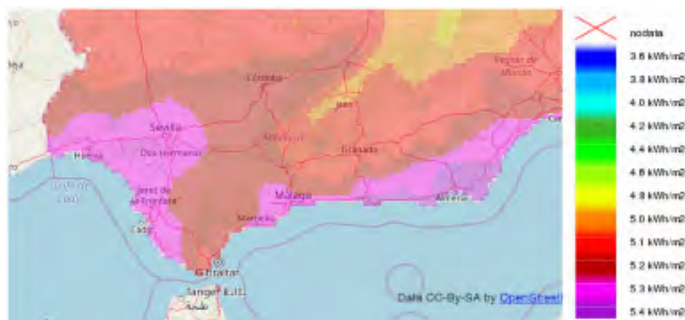 nodata
3.6 kWh/m2
3.8 kWh/m2
4.0 kWh/m2
4.2 kWh/m2
4.4 kWh/m2
4.6 kWh/m2
4.8 kWh/m2
5.0 kWh/m2
5.1 kWh/m2
5.2 kWh/m2
5.3 kWh/m2
5.4 kWh/m2
Región de
Murcia
Córdoba
Jaén
Sevilla
Dos Hermanas
Huelva
Granada
Jerez de
la Frontera
Málaga
Marbella
Almería
Cádiz
Gibraltar
Data CC-By-SA by OpenStreet